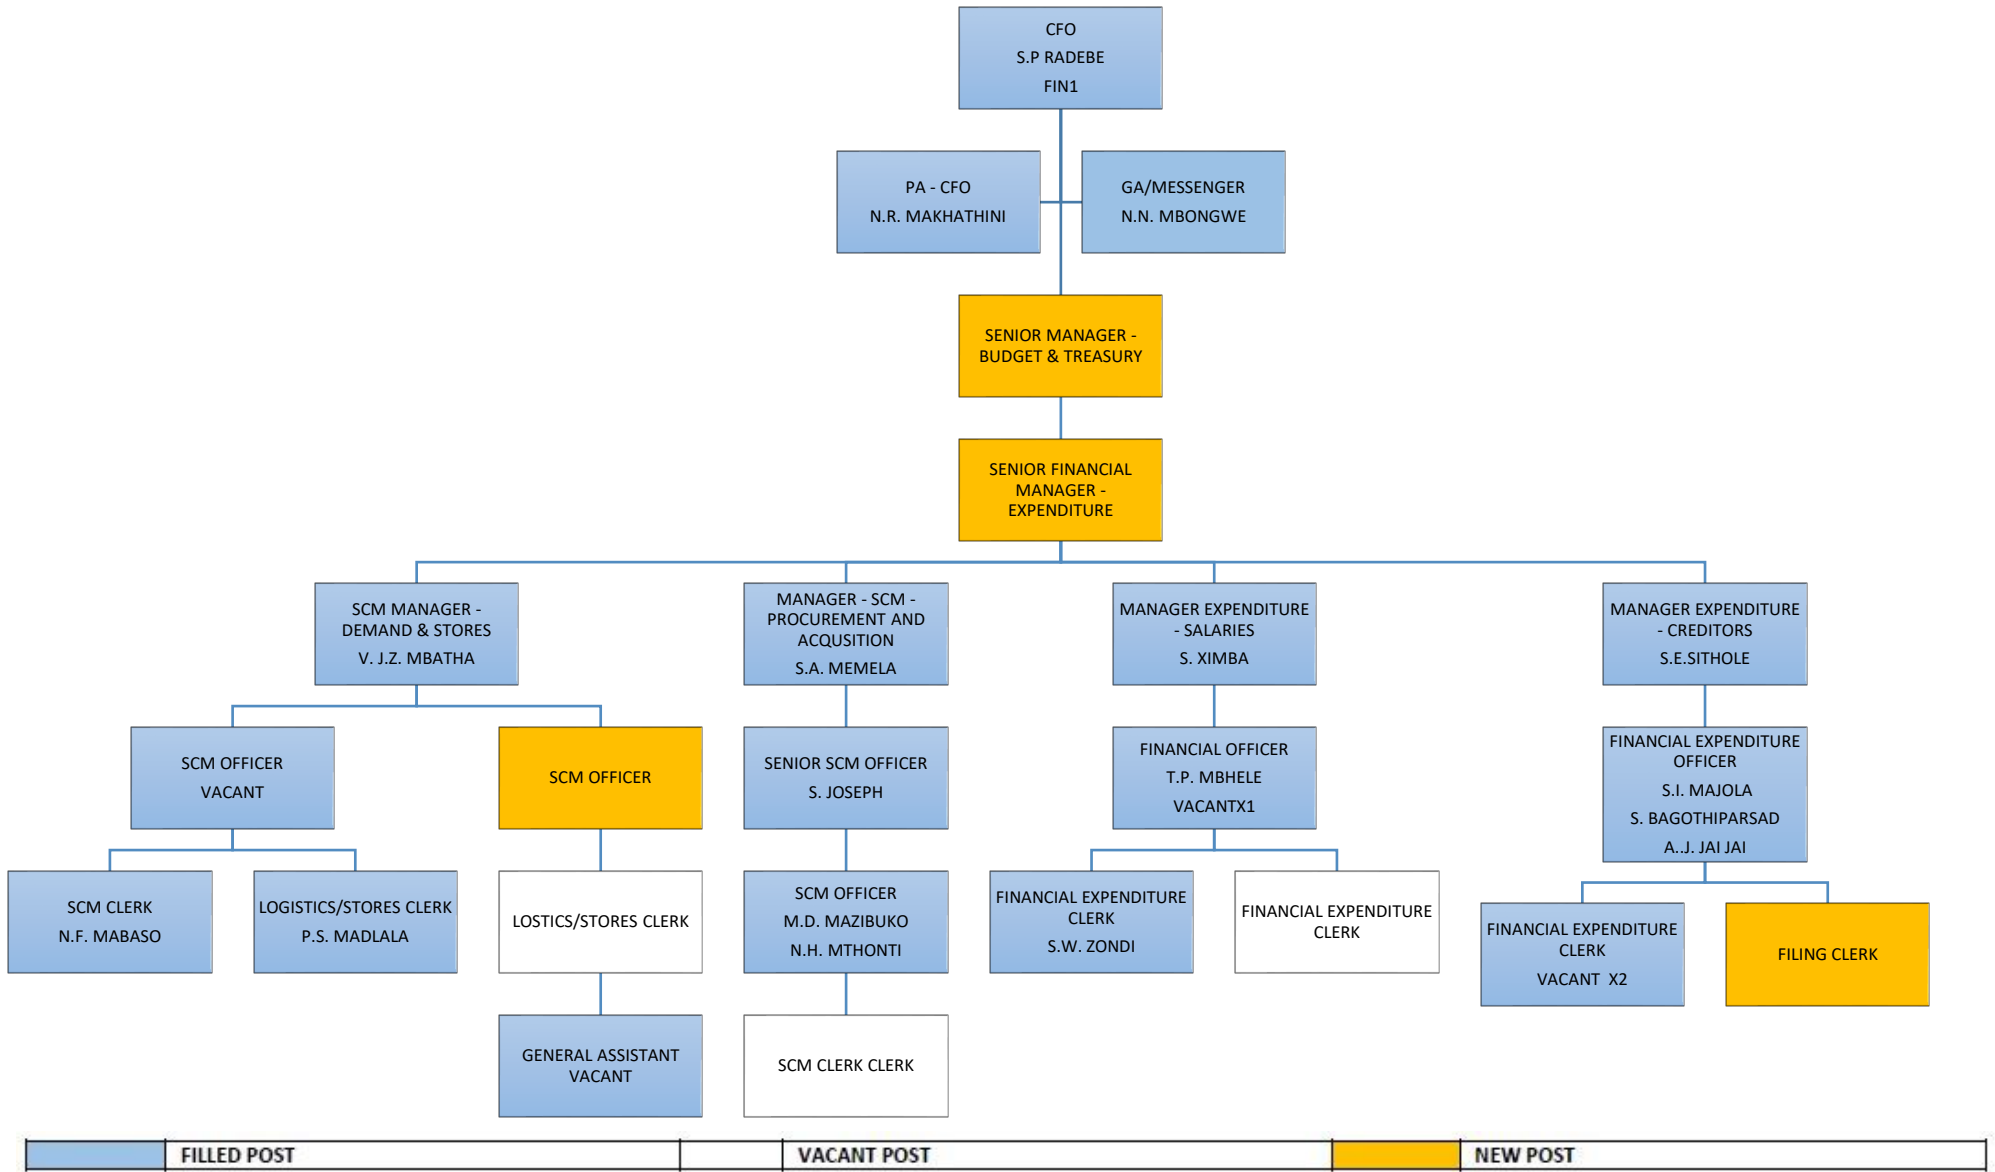 CFO
S.P RADEBE
FIN1
PA - CFO
N.R. MAKHATHINI
GA/MESSENGER
N.N. MBONGWE
SENIOR MANAGER -
BUDGET & TREASURY
SENIOR FINANCIAL
MANAGER -
EXPENDITURE
SCM MANAGER -
DEMAND & STORES
V. J.Z. MBATHA
MANAGER - SCM -
PROCUREMENT AND
ACQUSITION
S.A. MEMELA
MANAGER EXPENDITURE
- SALARIES
S. XIMBA
MANAGER EXPENDITURE
- CREDITORS
S.E.SITHOLE
SCM OFFICER
VACANT
SCM OFFICER
SENIOR SCM OFFICER
S. JOSEPH
FINANCIAL OFFICER
T.P. MBHELE
VACANTX1
FINANCIAL EXPENDITURE
OFFICER
S.I. MAJOLA
S. BAGOTHIPARSAD
A..J. JAI JAI
SCM CLERK
N.F. MABASO
LOGISTICS/STORES CLERK
P.S. MADLALA
LOSTICS/STORES CLERK
SCM OFFICER
M.D. MAZIBUKO
N.H. MTHONTI
FINANCIAL EXPENDITURE
CLERK
S.W. ZONDI
FINANCIAL EXPENDITURE
CLERK
FINANCIAL EXPENDITURE
CLERK
VACANT  X2
FILING CLERK
GENERAL ASSISTANT
VACANT
SCM CLERK CLERK
FILLED POST
VACANT POST
NEW POST